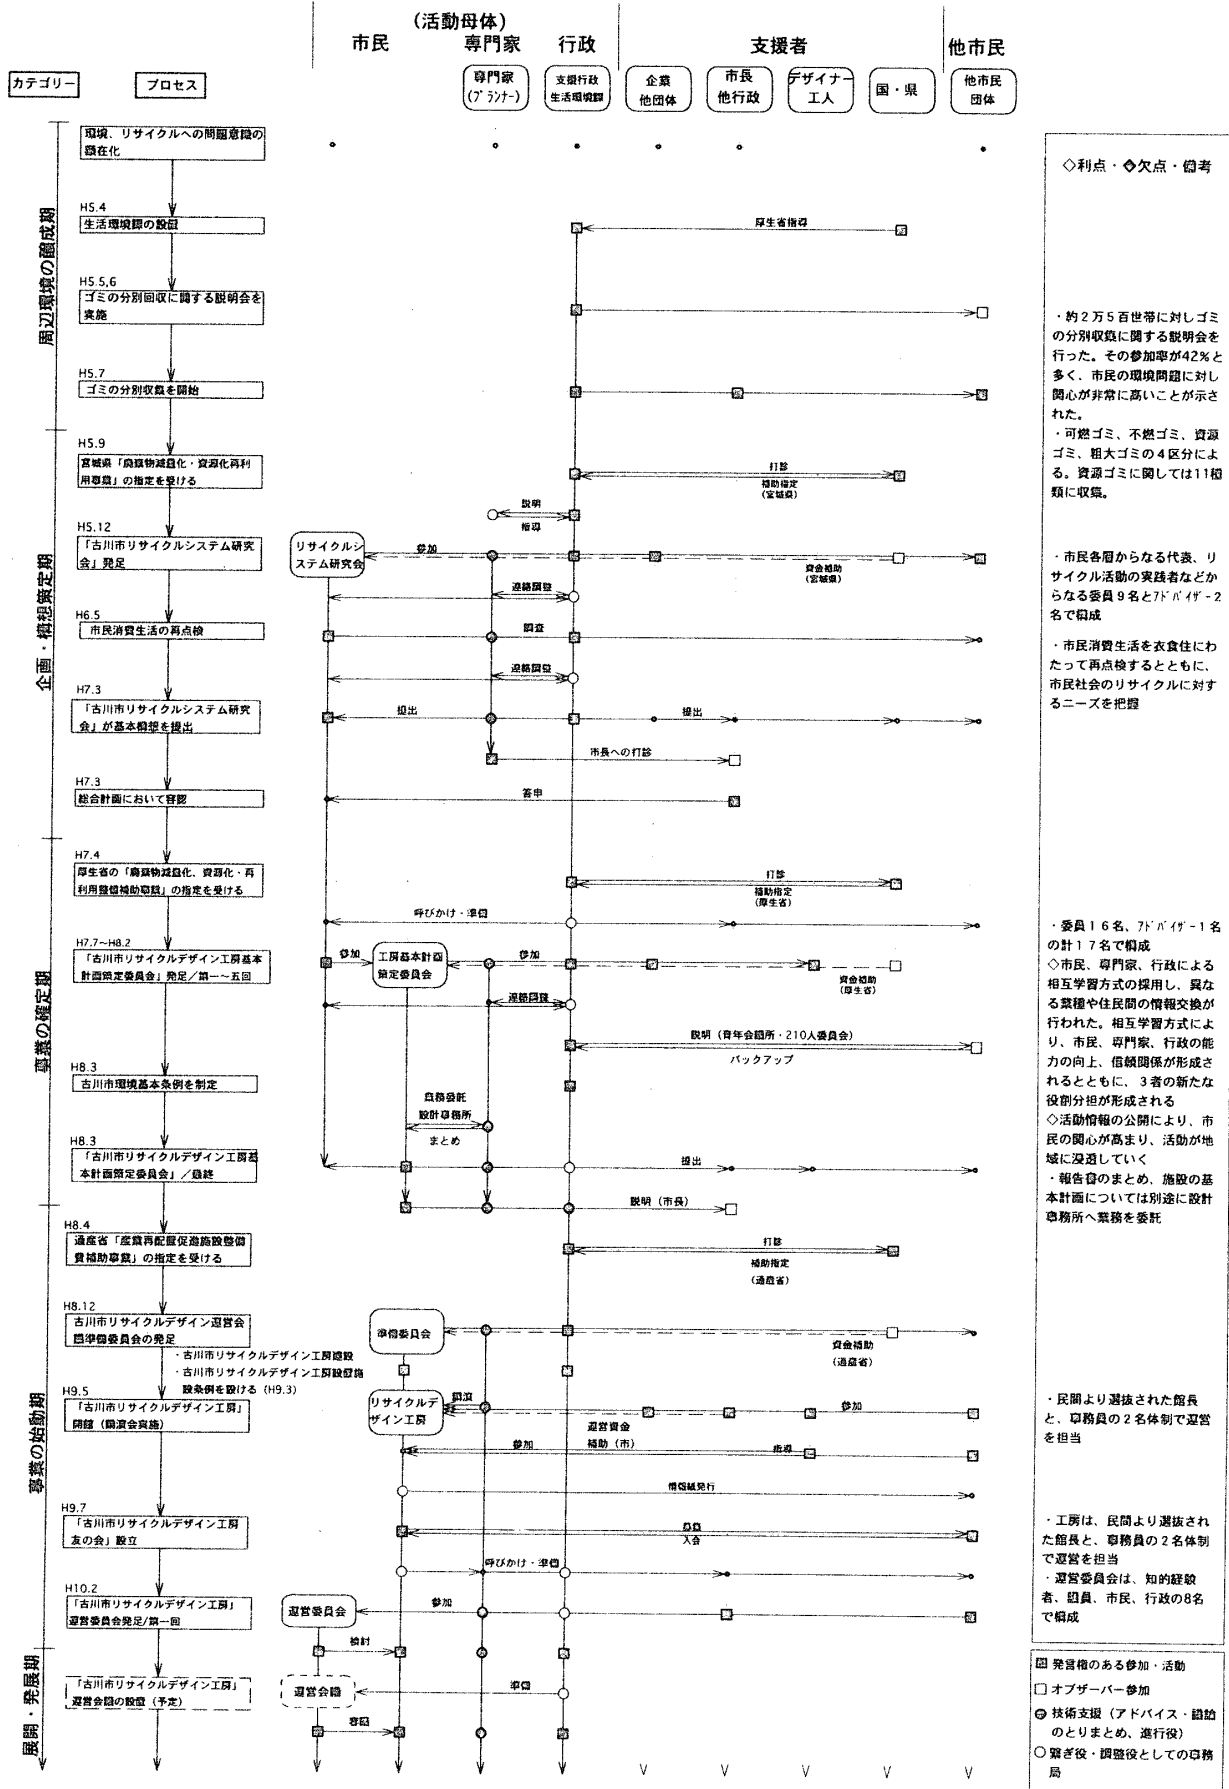 (活動母体)
市民
専門家
行政
支援者
他市民
カテゴリー
プロセス
専門家
(プランナー)
支援行政
生活環境課
企業
他団体
市長
他行政
デザイナー
工人
国・県
他市民
団体
◇利点・◆欠点・備考
周辺環境の醸成期
環境、リサイクルへの問題意識の
顕在化
H5.4
生活環境課の設置
厚生省指導
H5.5,6
ゴミの分別回収に関する説明会を
実施
H5.7
ゴミの分別収集を開始
・約2万5百世帯に対しゴミ
の分別収集に関する説明会を
行った。その参加率が42%と
多く、市民の環境問題に対し
関心が非常に高いことが示さ
れた。
・可燃ゴミ、不燃ゴミ、資源
ゴミ、粗大ゴミの4区分によ
る。資源ゴミに関しては11種
類に収集。
企画・構想策定期
H5.9
宮城県「廃棄物減量化・資源化再利
用事業」の指定を受ける
打診
補助指定
(宮城県)
説明
指導
H5.12
「古川市リサイクルシステム研究
会」発足
リサイクルシ
ステム研究会
参加
資金補助
(宮城県)
連絡調整
・市民各層からなる代表、リ
サイクル活動の実践者などか
らなる委員9名とアドバイザー2
名で構成
H6.5
市民消費生活の再点検
調査
連絡調整
・市民消費生活を衣食住にわ
たって再点検するとともに、
市民社会のリサイクルに対す
るニーズを把握
H7.3
「古川市リサイクルシステム研究
会」が基本構想を提出
提出
提出
市長への打診
H7.3
総合計画において容認
答申
事業の確定期
H7.4
厚生省の「廃棄物減量化、資源化・再
利用整備補助事業」の指定を受ける
打診
補助指定
(厚生省)
呼びかけ・準備
H7.7~H8.2
「古川市リサイクルデザイン工房基本
計画策定委員会」発足/第一~五回
参加
工房基本計画
策定委員会
参加
資金補助
(厚生省)
連絡調整
説明(青年会議所・210人委員会)
バックアップ
H8.3
古川市環境基本条例を制定
業務委託
設計事務所
まとめ
H8.3
「古川市リサイクルデザイン工房基
本計画策定委員会」/最終
提出
説明(市長)
・委員16名、アドバイザー1名
の計17名で構成
◇市民、専門家、行政による
相互学習方式の採用し、異な
る業種や住民間の情報交換が
行われた。相互学習方式によ
り、市民、専門家、行政の能
力の向上、信頼関係が形成さ
れるとともに、3者の新たな
役割分担が形成される
◇活動情報の公開により、市
民の関心が高まり、活動が地
域に浸透していく
・報告書のまとめ、施設の基
本計画については別途に設計
事務所へ業務を委託
事業の始動期
H8.4
通産省「産業再配置促進施設整備
費補助事業」の指定を受ける
打診
補助指定
(通産省)
H8.12
古川市リサイクルデザイン運営会
議準備委員会の発足
準備委員会
資金補助
(通産省)
・古川市リサイクルデザイン工房建設
・古川市リサイクルデザイン工房設置施
設条例を設ける(H9.3)
H9.5
「古川市リサイクルデザイン工房」
開館(講演会実施)
リサイクルデ
ザイン工房
講演
参加
運営資金
補助(市)
参加
指導
・民間より選抜された館長
と、事務員の2名体制で運営
を担当
情報紙発行
H9.7
「古川市リサイクルデザイン工房
友の会」設立
募集
入会
呼びかけ・準備
・工房は、民間より選抜され
た館長と、事務員の2名体制
で運営を担当
・運営委員会は、知的経験
者、議員、市民、行政の8名
で構成
H10.2
「古川市リサイクルデザイン工房」
運営委員会発足/第一回
運営委員会
参加
検討
展開・発展期
「古川市リサイクルデザイン工房」
運営会議の設置(予定)
運営会議
準備
容認
発言権のある参加・活動
オブザーバー参加
技術支援(アドバイス・議論
のとりまとめ、進行役)
繋ぎ役・調整役としての事務
局